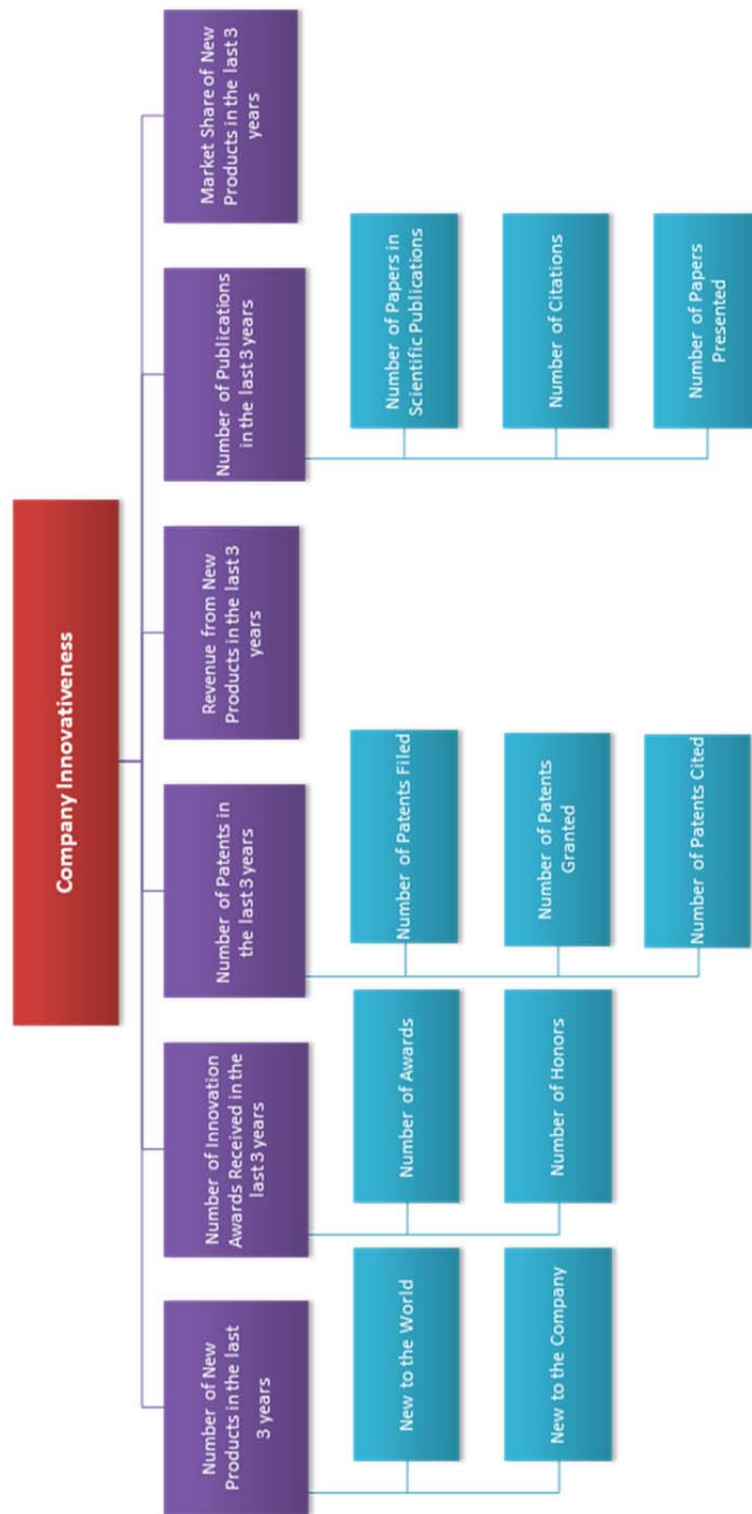 Company Innovativeness
Number of New
Products in the last
3 years
New to the World
New to the Company
Number of Innovation
Awards Received in the
last 3 years
Number of Awards
Number of Honors
Number of Patents in
the last 3 years
Number of Patents Filed
Number of Patents
Granted
Number of Patents Cited
Revenue from New
Products in the last 3
years
Number of Publications
in the last 3 years
Number of Papers in
Scientific Publications
Number of Citations
Number of Papers
Presented
Market Share of New
Products in the last 3
years